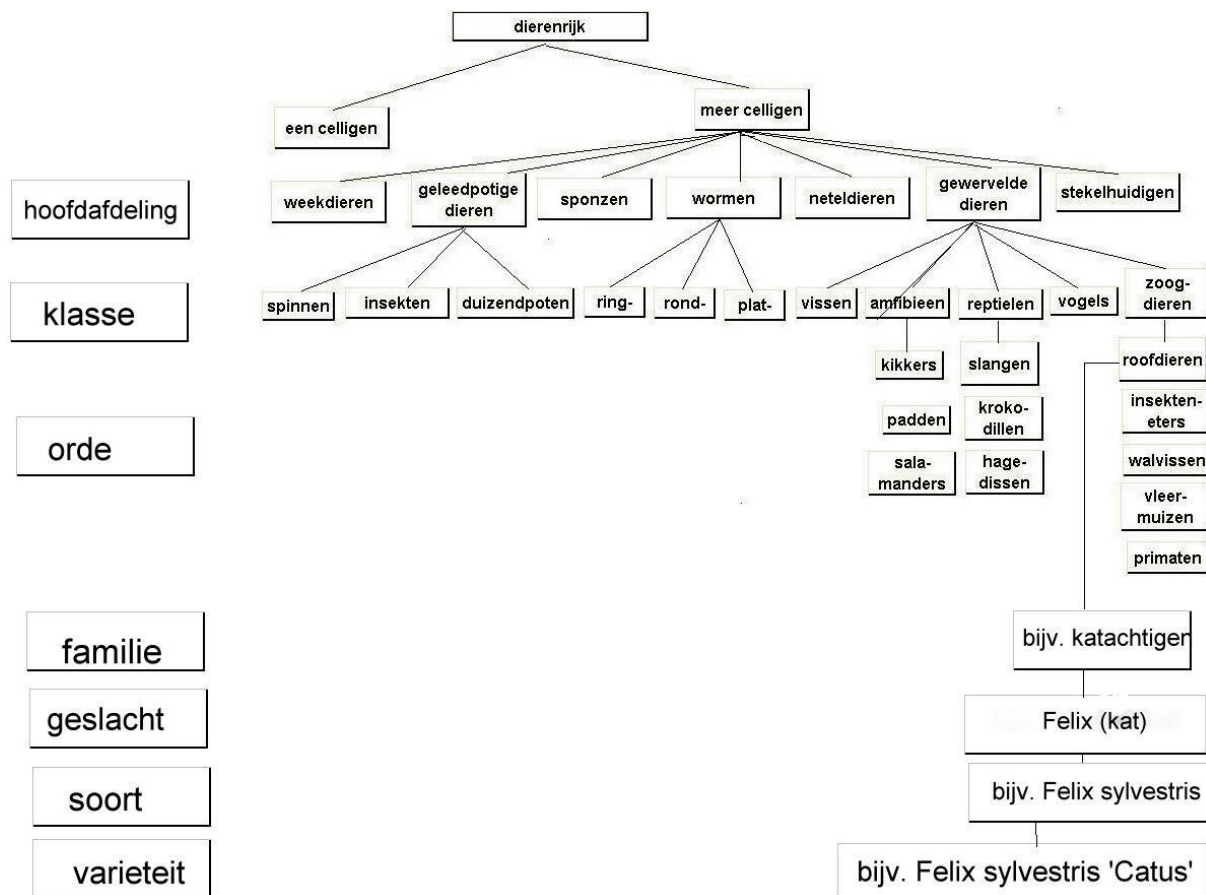 dierenrijk
een celligen
meer celligen
hoofdafdeling
weekdieren
geleedpotige
dieren
sponzen
wormen
neteldieren
gewervelde
dieren
stekelhuidigen
klasse
spinnen
insekten
duizendpoten
ring-
rond-
plat-
vissen
amfibieen
reptielen
vogels
zoog-
dieren
orde
kikkers
padden
sala-
manders
slangen
kroko-
dillen
hage-
dissen
roofdieren
insekten-
eters
walvissen
vleer-
muizen
primaten
familie
bijv. katachtigen
geslacht
Felix (kat)
soort
bijv. Felix sylvestris
varieteit
bijv. Felix sylvestris 'Catus'